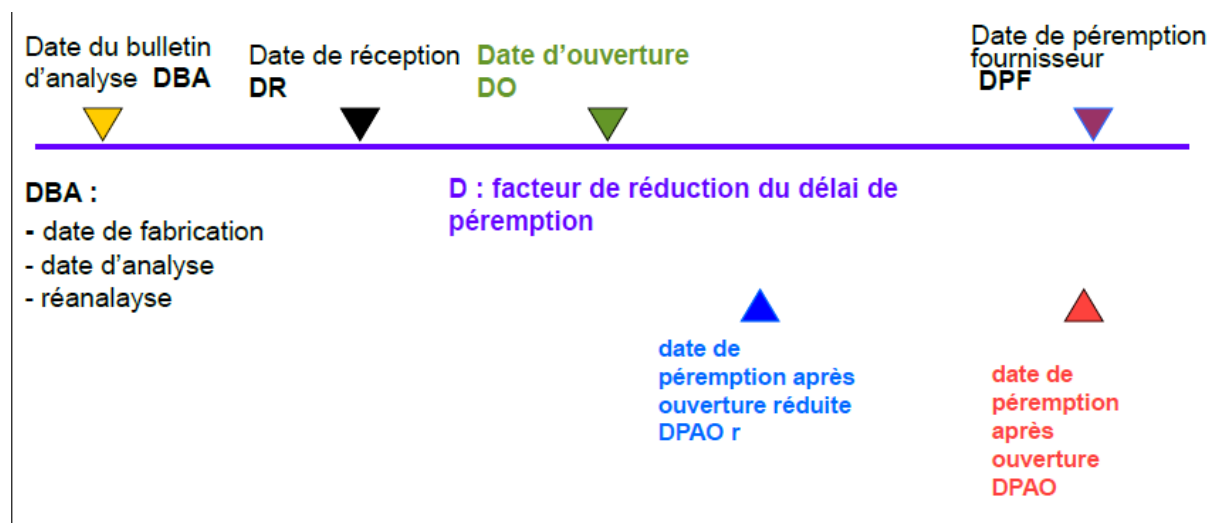 Date du bulletin
d'analyse DBA
Date de réception
DR
Date d'ouverture
DO
Date de péremption
fournisseur
DPF
DBA :
- date de fabrication
- date d'analyse
- réanalayse
D : facteur de réduction du délai de
péremption
date de
péremption après
ouverture réduite
DPAO r
date de
péremption
après
ouverture
DPAO